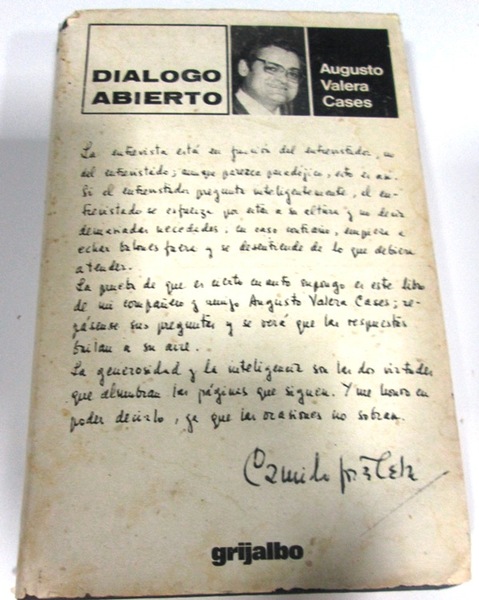 DIALOGO
ABIERTO
Augusto
Valera
Cases
La entrevista está en función del entrevistador, no
del entrevistado; aunque parezca paradójico, esto es así.
Si el entrevistador pregunta inteligentemente, el en-
trevistado se esfuerza por estar a su altura y no decir
demasiadas necedades. en caso contrario, empieza a
echar balones fuera y se desentiende de lo que debiera
atender.
La prueba de que es cierto cuanto supongo es este libro
de mi compañero y amigo Augusto Valera Cases; re-
pásense sus preguntas y se verá que las respuestas
bailan a su aire.
La generosidad y la inteligencia son las dos virtudes
que alumbran las páginas que siguen. Y me honro en
poder decirlo, ya que las ocasiones no sobran.
Camilo José Cela
grijalbo